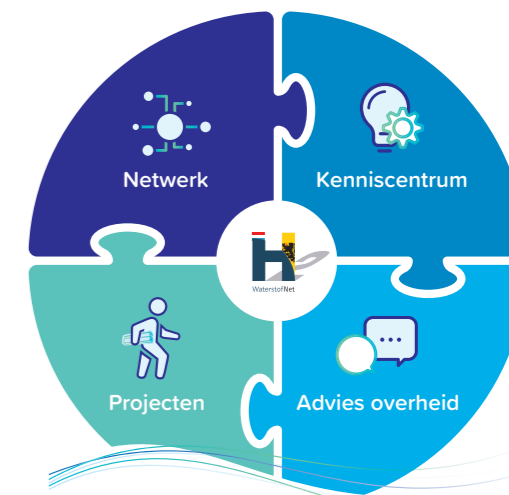 Netwerk
Kenniscentrum
WaterstofNet
Projecten
Advies overheid